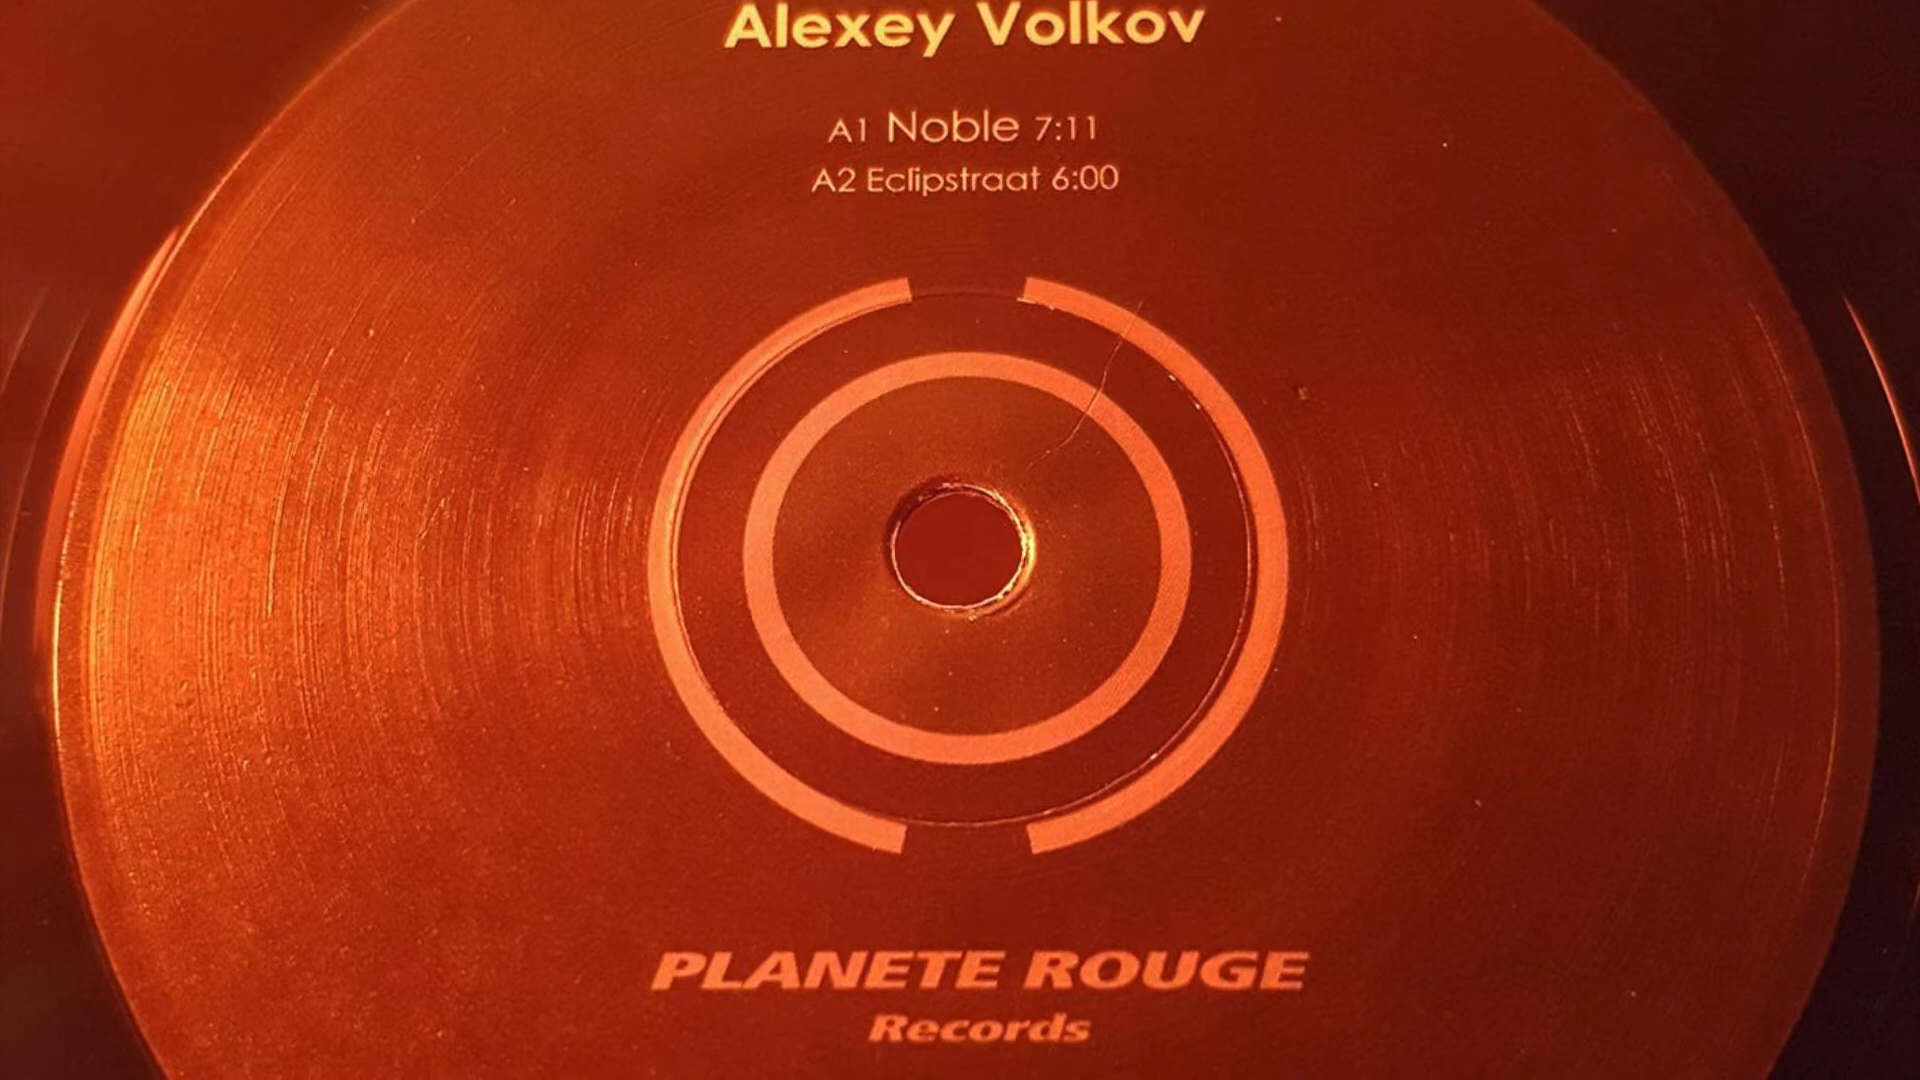 Alexey Volkov
A1 Noble 7:11
A2 Eclipstraat 6:00
PLANETE ROUGE
Records